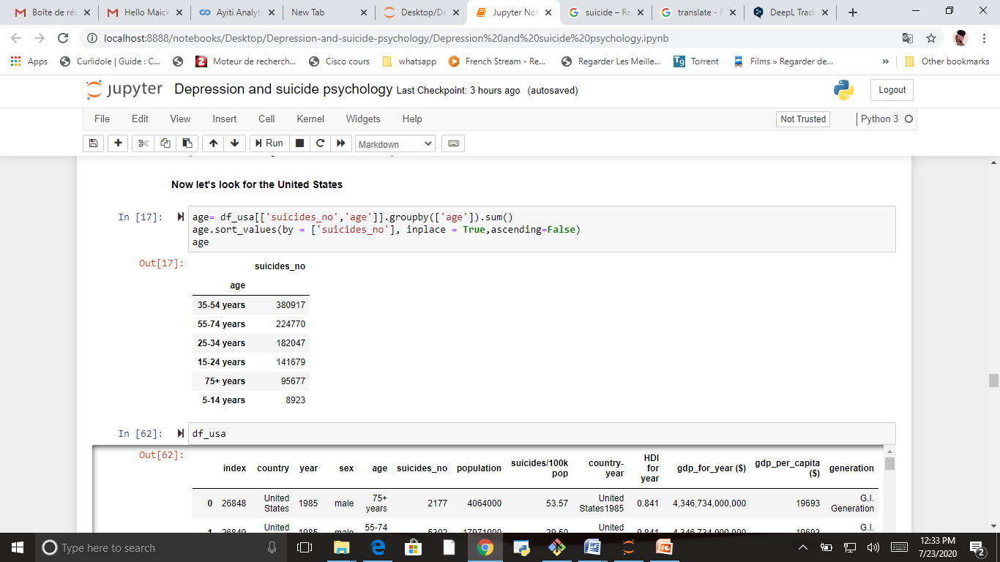 Boîte de réc
Hello Maick
Ayiti Analyt
New Tab
Desktop/De
Jupyter Not
suicide – Re
translate - F
DeepL Trad
localhost:8888/notebooks/Desktop/Depression-and-suicide-psychology/Depression%20and%20suicide%20psychology.ipynb
Apps
Curlidole | Guide : C...
Moteur de recherch...
Cisco cours
whatsapp
French Stream - Re...
Regarder Les Meille...
Torrent
Films » Regarder de...
»
Other bookmarks
jupyter Depression and suicide psychology Last Checkpoint: 3 hours ago (autosaved)
Logout
File Edit View Insert Cell Kernel Widgets Help
Not Trusted
Python 3
Run
Markdown
Now let's look for the United States
In [17]:
age= df_usa[['suicides_no','age']].groupby(['age']).sum()
age.sort_values(by = ['suicides_no'], inplace = True,ascending=False)
age
Out[17]:
suicides_no
age
35-54 years 380917
55-74 years 224770
25-34 years 182047
15-24 years 141679
75+ years 95677
5-14 years 8923
In [62]:
df_usa
Out[62]:
index country year sex age suicides_no population suicides/100k pop country-year HDI for year gdp_for_year ($) gdp_per_capita ($) generation
0 26848 United States 1985 male 75+ years 2177 4064000 53.57 United States1985 0.841 4,346,734,000,000 19693 G.I. Generation
1 26849 United 1985 male 55-74 5302 17971000 29.50 United 0.841 4,346,734,000,000 19693 G.I.
Type here to search
12:33 PM
7/23/2020
2